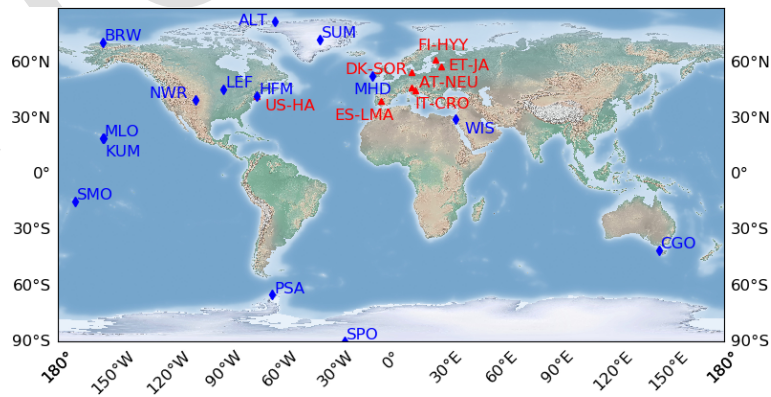 ALT
BRW
SUM
FI-HYY
60°N
DK-SOR
ET-JA
NWR
LEF
HFM
MHD
AT-NEU
US-HA
IT-CRO
30°N
ES-LMA
WIS
MLO
KUM
0°
SMO
30°S
CGO
60°S
PSA
90°S
SPO
180°
150°W
120°W
90°W
60°W
30°W
0°
30°E
60°E
90°E
120°E
150°E
180°
60°N
30°N
0°
30°S
60°S
90°S